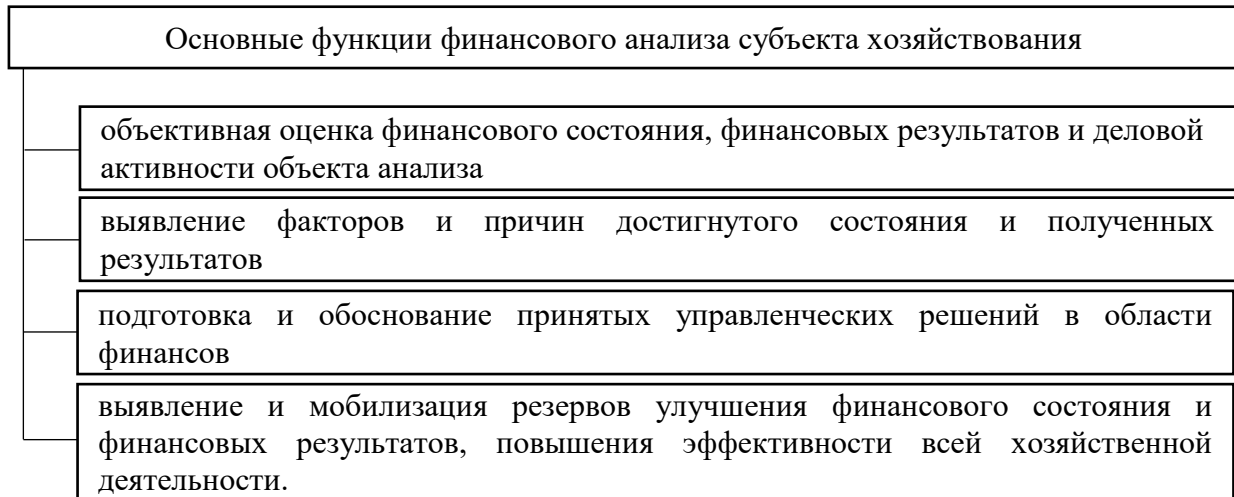 Основные функции финансового анализа субъекта хозяйствования
объективная оценка финансового состояния, финансовых результатов и деловой
активности объекта анализа
выявление факторов и причин достигнутого состояния и полученных
результатов
подготовка и обоснование принятых управленческих решений в области
финансов
выявление и мобилизация резервов улучшения финансового состояния и
финансовых результатов, повышения эффективности всей хозяйственной
деятельности.